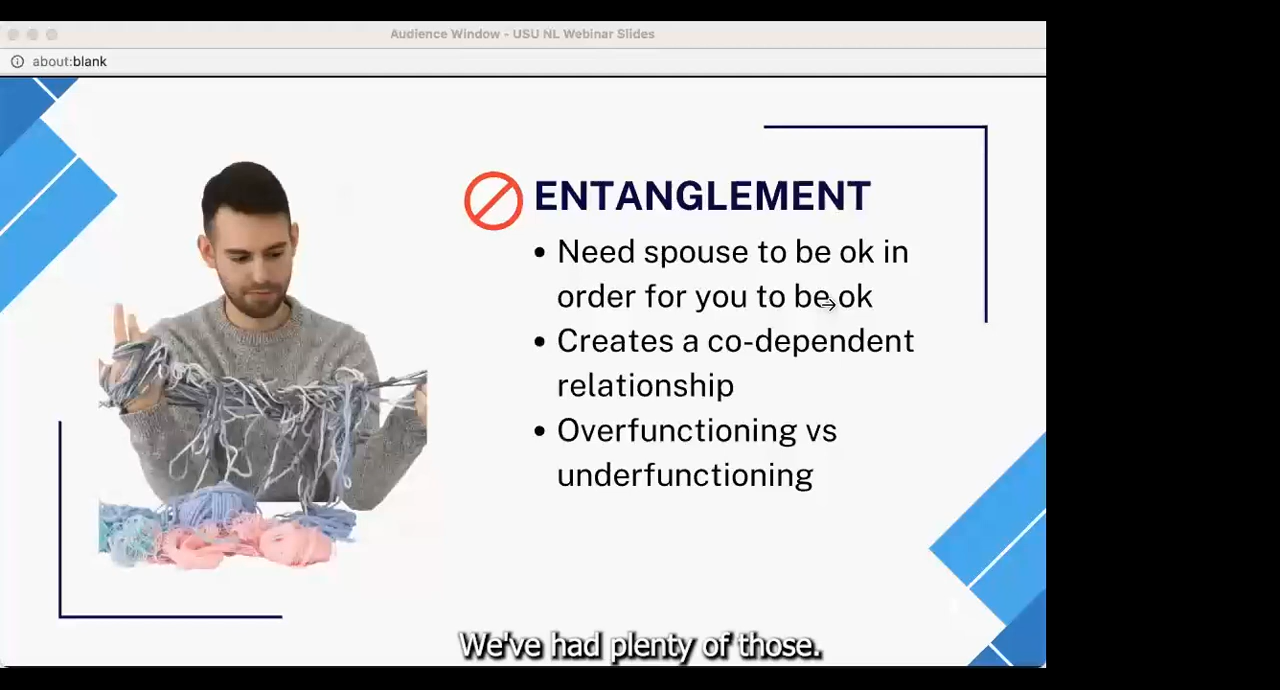 Audience Window - USU NL Webinar Slides
about:blank
ENTANGLEMENT
• Need spouse to be ok in
order for you to be ok
• Creates a co-dependent
relationship
• Overfunctioning vs
underfunctioning
We've had plenty of those.